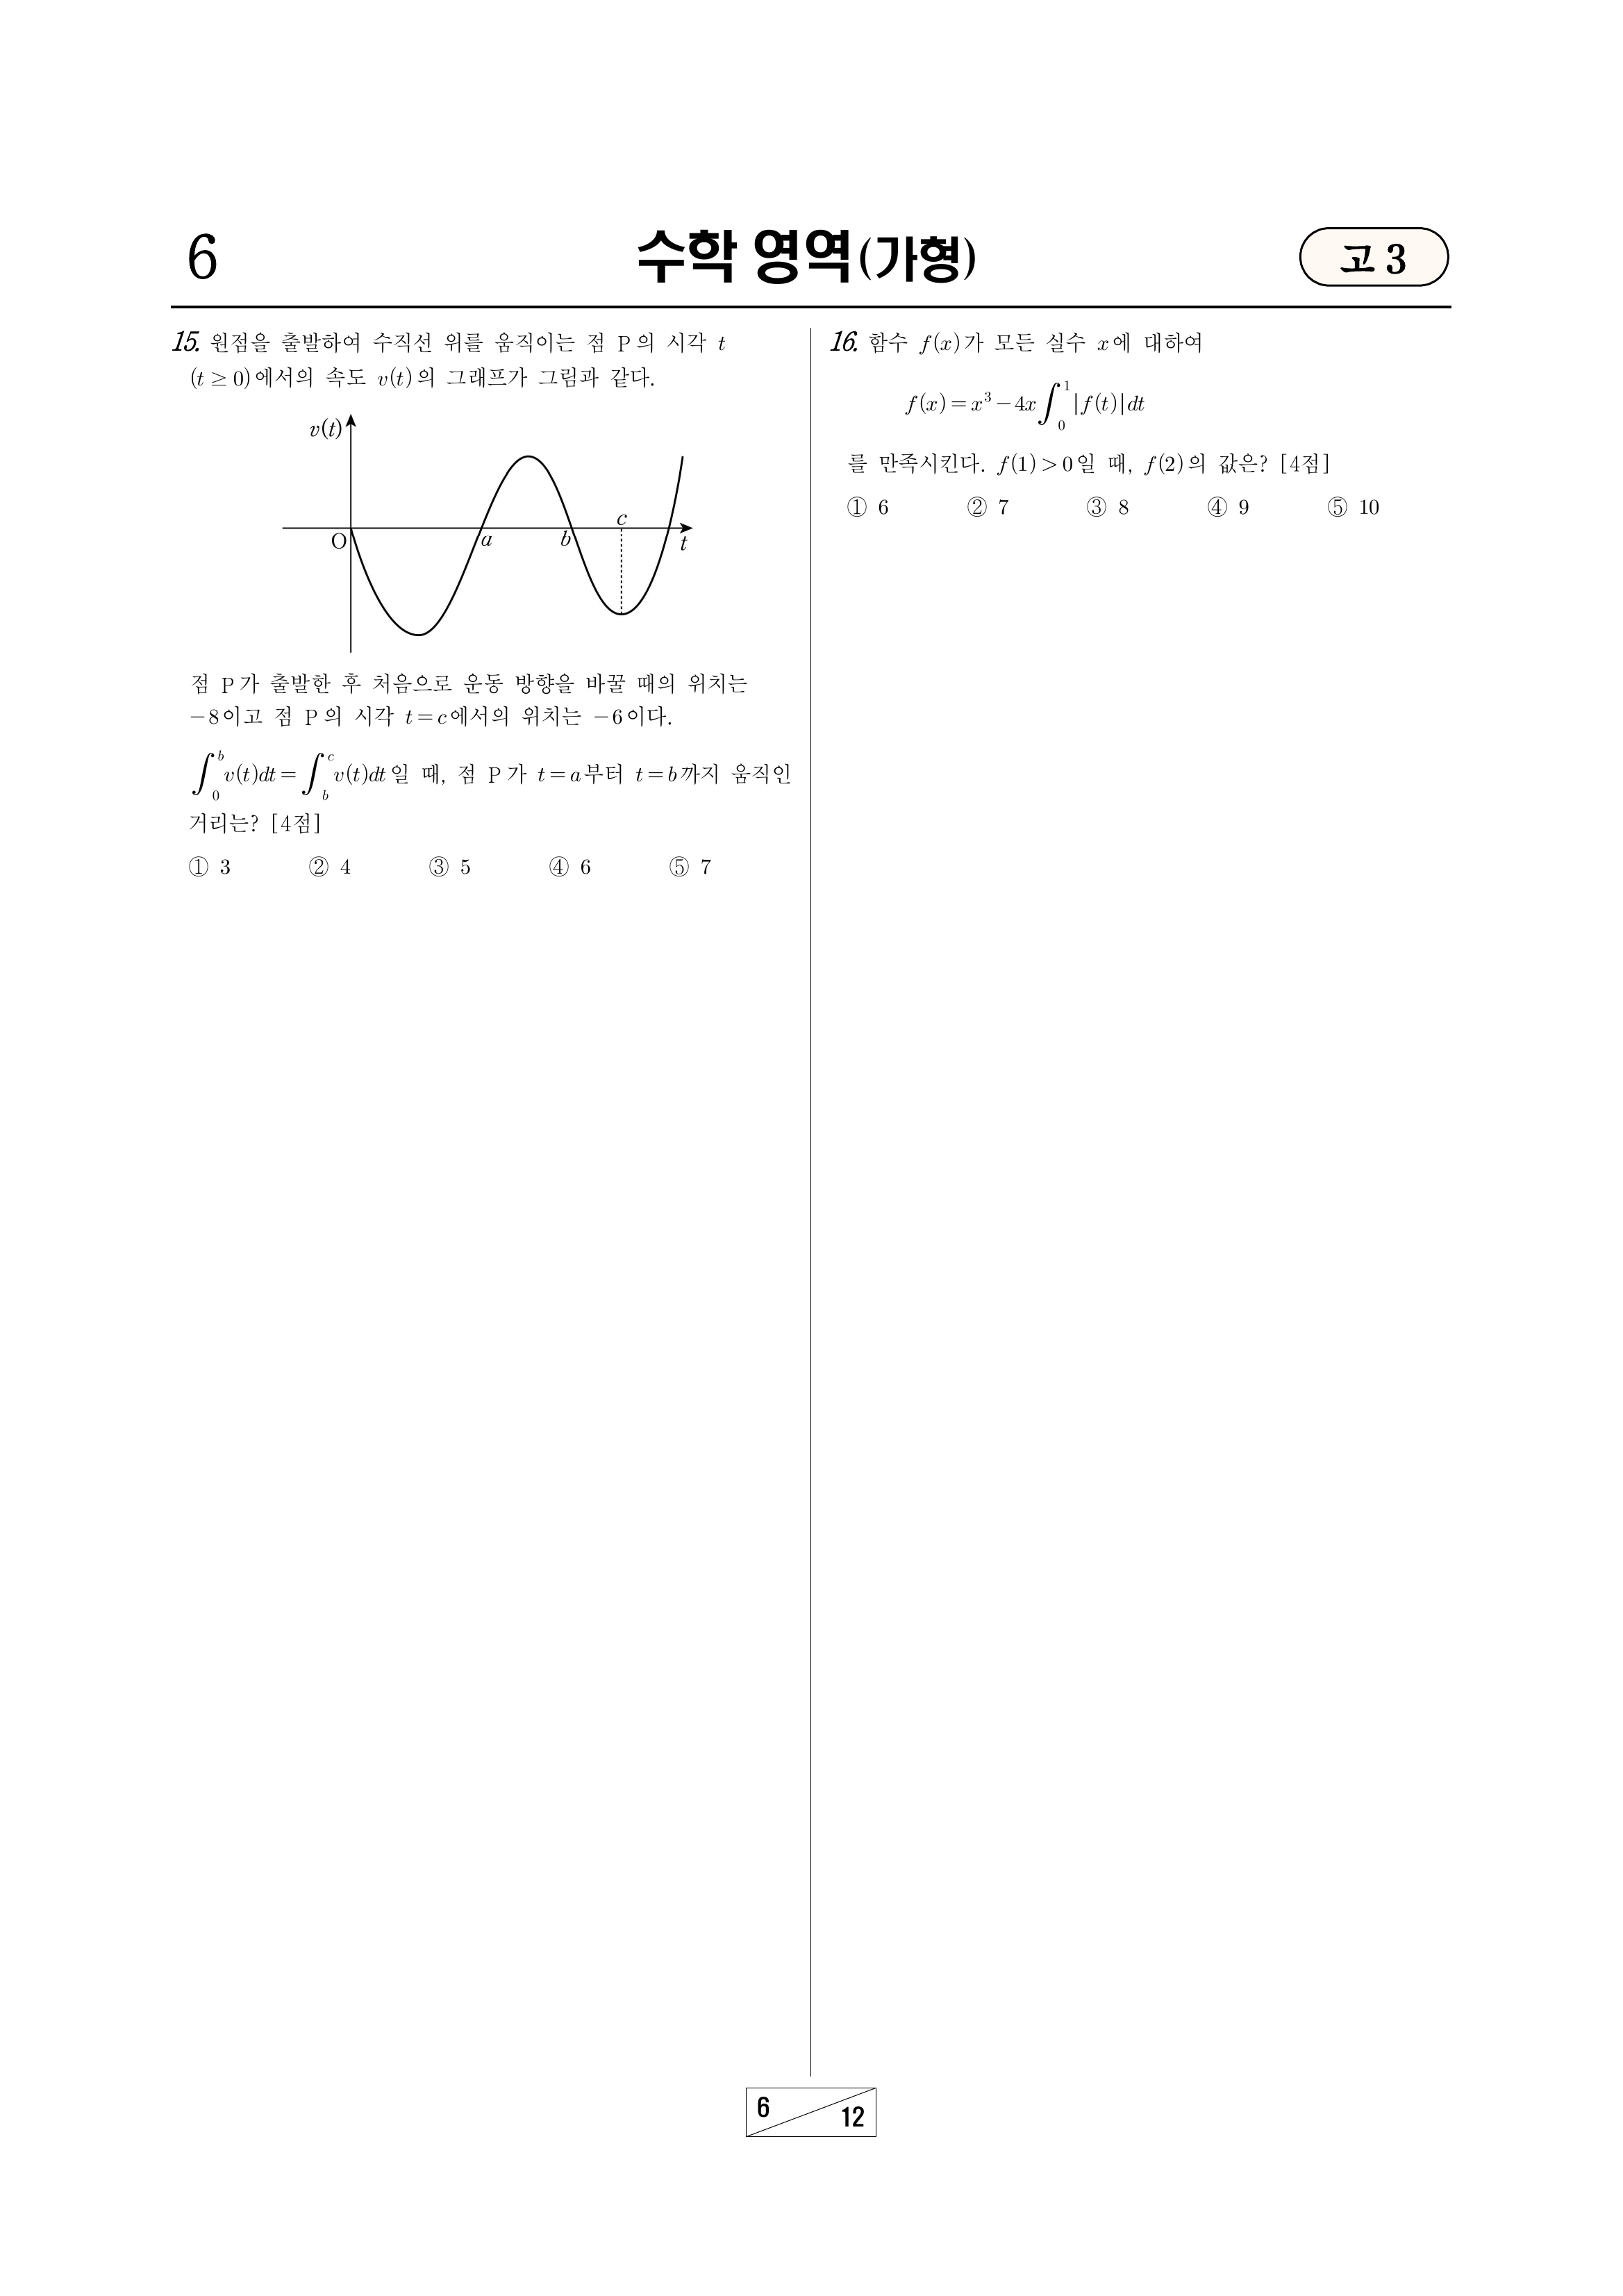 6
수학 영역(가형)
고 3
15. 원점을 출발하여 수직선 위를 움직이는 점 P의 시각 t
(t ≥ 0)에서의 속도 v(t)의 그래프가 그림과 같다.
v(t)
O
a
b
c
t
점 P가 출발한 후 처음으로 운동 방향을 바꿀 때의 위치는
−8이고 점 P의 시각 t = c에서의 위치는 −6이다.
∫₀ᵇ v(t)dt = ∫_b^c v(t)dt 일 때, 점 P가 t = a부터 t = b까지 움직인
거리는? [4점]
① 3 ② 4 ③ 5 ④ 6 ⑤ 7
16. 함수 f(x)가 모든 실수 x에 대하여
f(x) = x³ − 4x∫₀¹ |f(t)|dt
를 만족시킨다. f(1) > 0일 때, f(2)의 값은? [4점]
① 6 ② 7 ③ 8 ④ 9 ⑤ 10
6
12